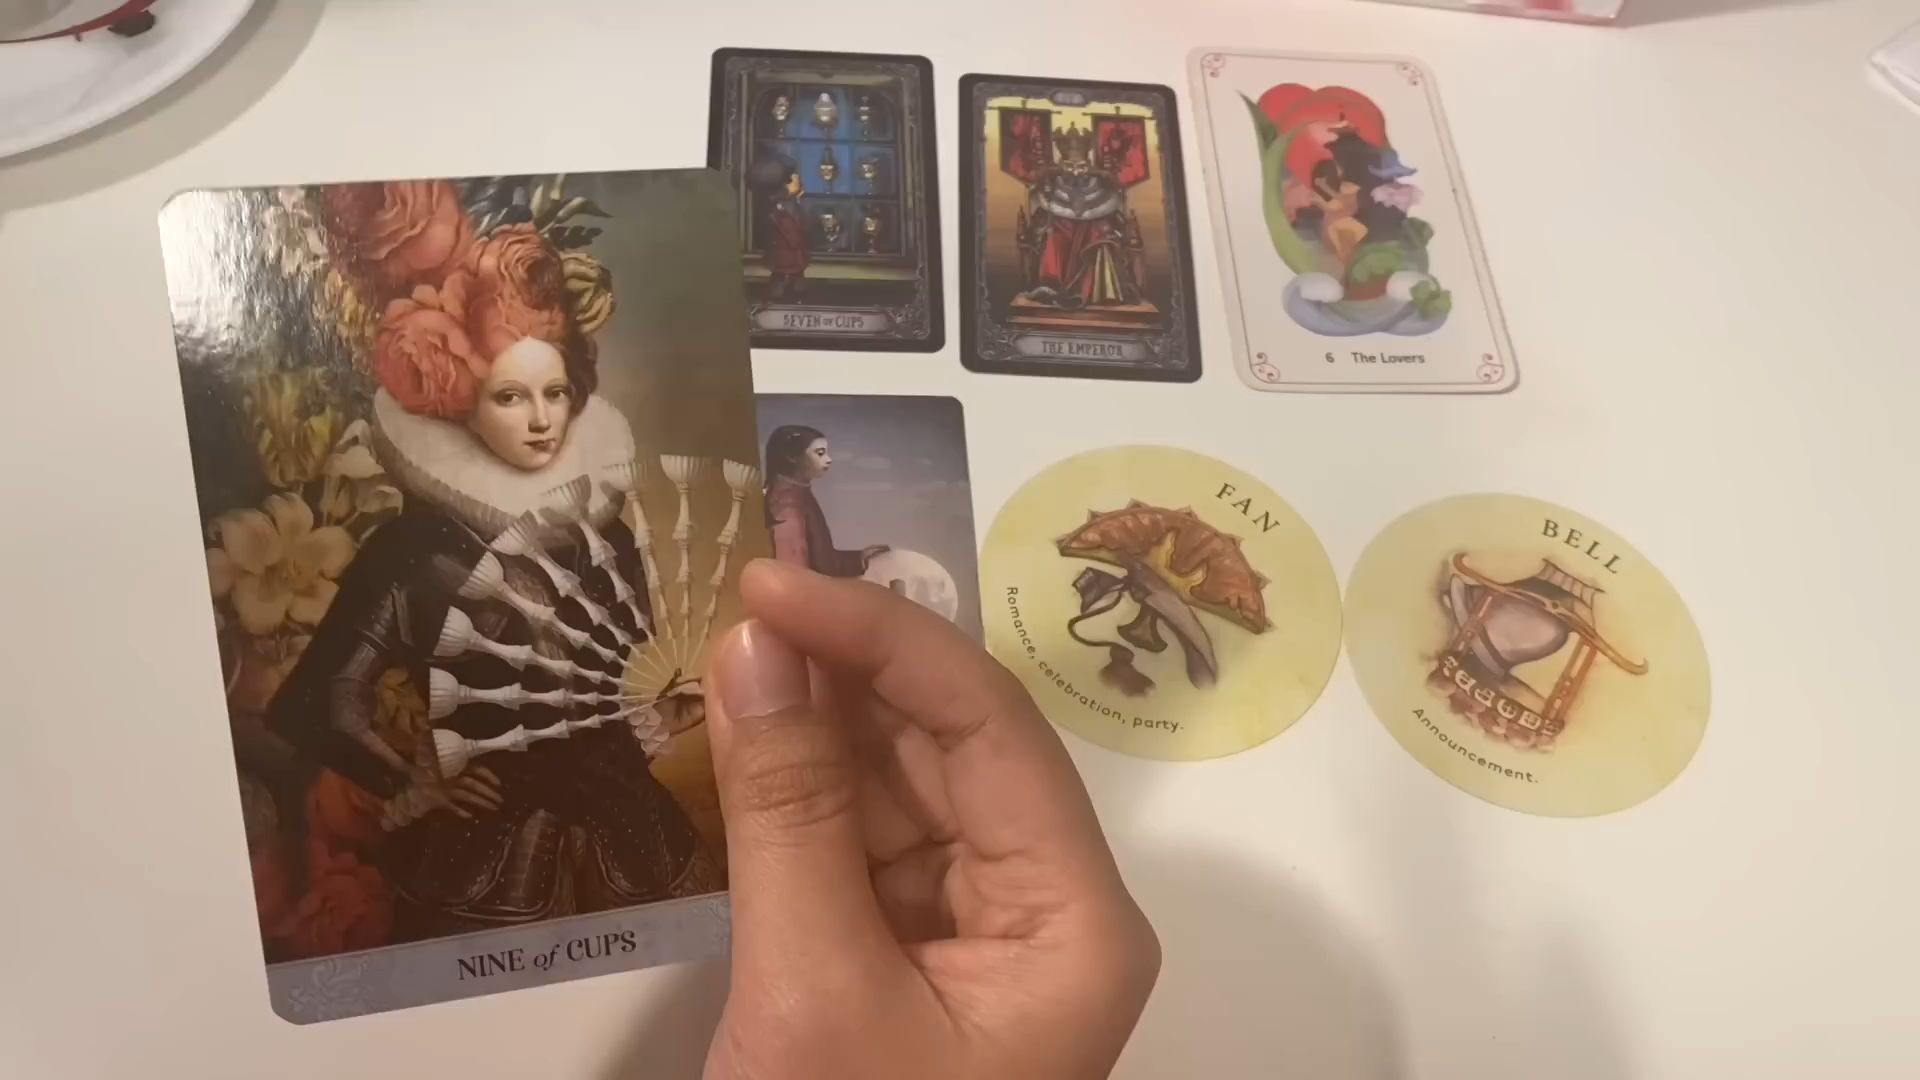 SEVEN OF CUPS
THE EMPEROR
6 The Lovers
FAN
Romance, celebration, party.
BELL
Announcement.
NINE of CUPS